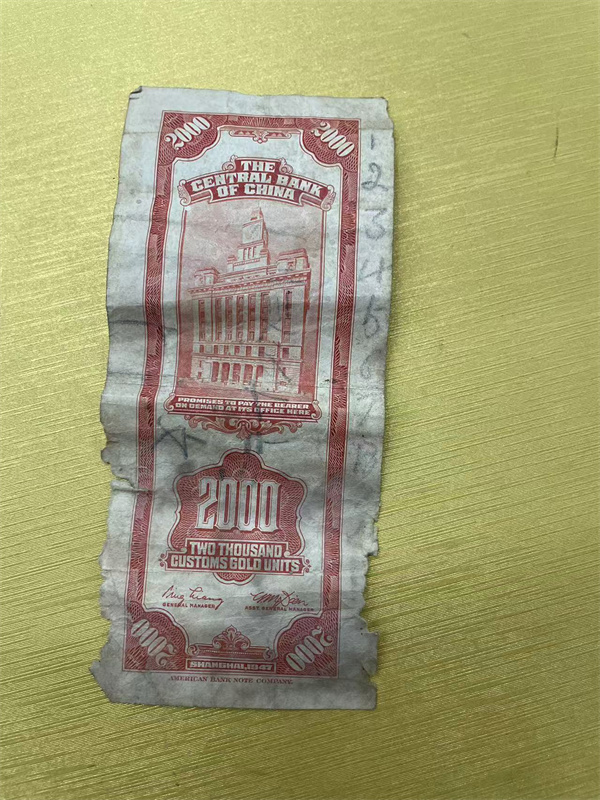 2000 2000
THE
CENTRAL BANK
OF CHINA
PROMISES TO PAY THE BEARER
ON DEMAND AT ITS OFFICE HERE
2000
TWO THOUSAND
CUSTOMS GOLD UNITS
GENERAL MANAGER ASST. GENERAL MANAGER
2000 2000
SHANGHAI, 1947
AMERICAN BANK NOTE COMPANY.
1
2
3
4
5
6
7